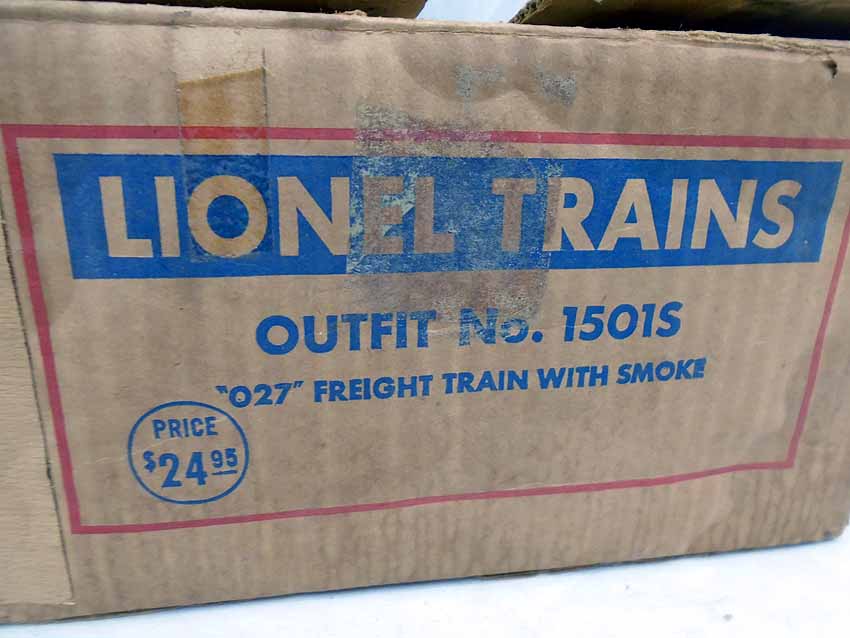 LIONEL TRAINS
OUTFIT No. 1501S
"027" FREIGHT TRAIN WITH SMOKE
PRICE
$24.95